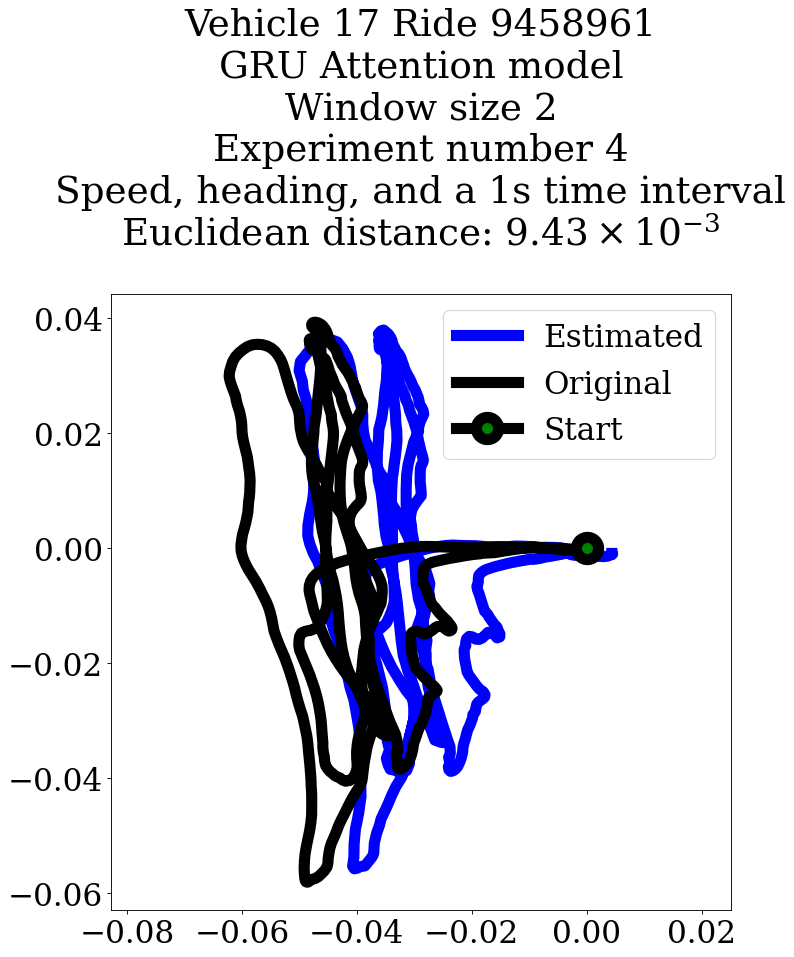 Vehicle 17 Ride 9458961
GRU Attention model
Window size 2
Experiment number 4
Speed, heading, and a 1s time interval
Euclidean distance: 9.43 × 10⁻³
Estimated
Original
Start
0.04
0.02
0.00
−0.02
−0.04
−0.06
−0.08 −0.06 −0.04 −0.02 0.00 0.02